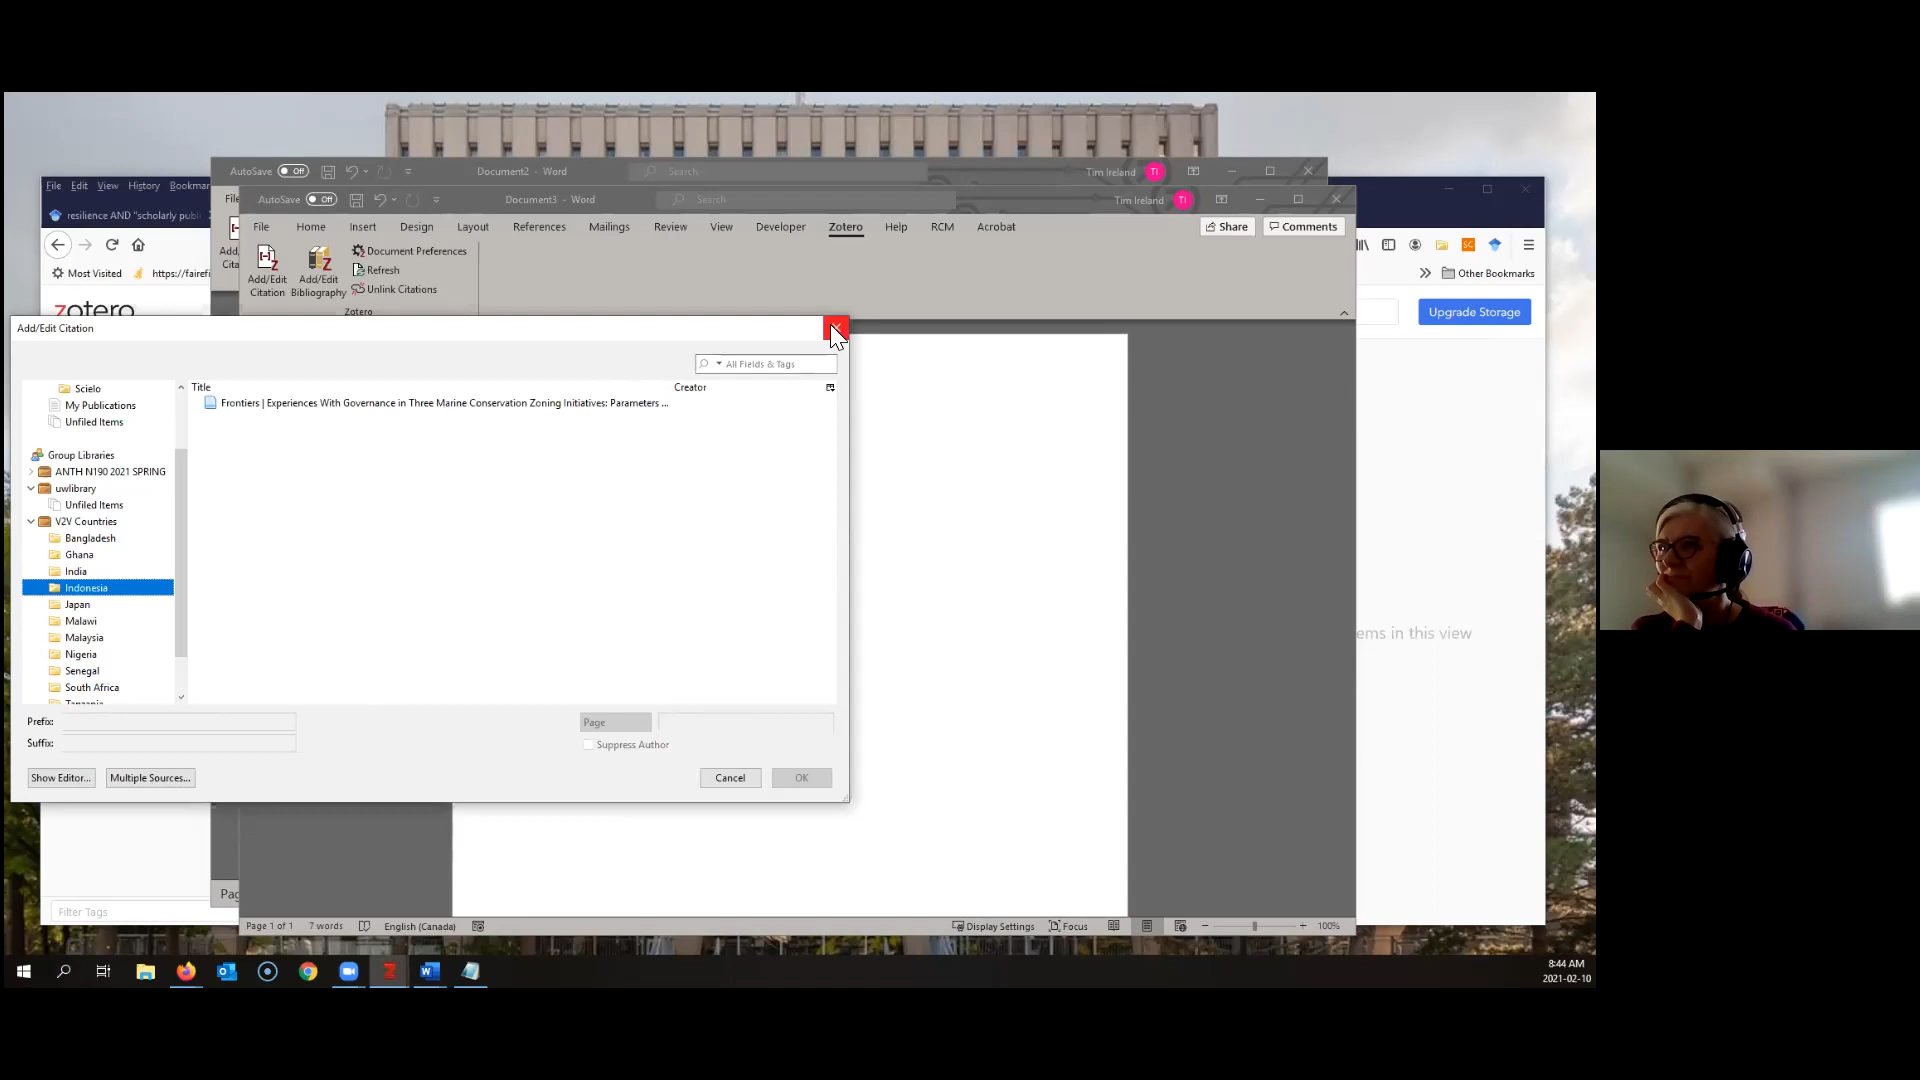 AutoSave Off Document2 - Word Search Tim Ireland
File Edit View History Bookmar
AutoSave Off Document3 - Word Search Tim Ireland
resilience AND "scholarly publ
File Home Insert Design Layout References Mailings Review View Developer Zotero Help RCM Acrobat Share Comments
Add/Edit Citation
Add/Edit Bibliography
Document Preferences
Refresh
Unlink Citations
Zotero
Most Visited https://fairefi
Other Bookmarks
zotero
Upgrade Storage
Add/Edit Citation
All Fields & Tags
Title Creator
Scielo
My Publications
Unfiled Items
Group Libraries
ANTH N190 2021 SPRING
uwlibrary
Unfiled Items
V2V Countries
Bangladesh
Ghana
India
Indonesia
Japan
Malawi
Malaysia
Nigeria
Senegal
South Africa
Tanzania
Frontiers | Experiences With Governance in Three Marine Conservation Zoning Initiatives: Parameters ...
ems in this view
Prefix:
Suffix:
Page
Suppress Author
Show Editor... Multiple Sources... Cancel OK
Pag
Filter Tags
Page 1 of 1 7 words English (Canada) Display Settings Focus 100%
8:44 AM
2021-02-10